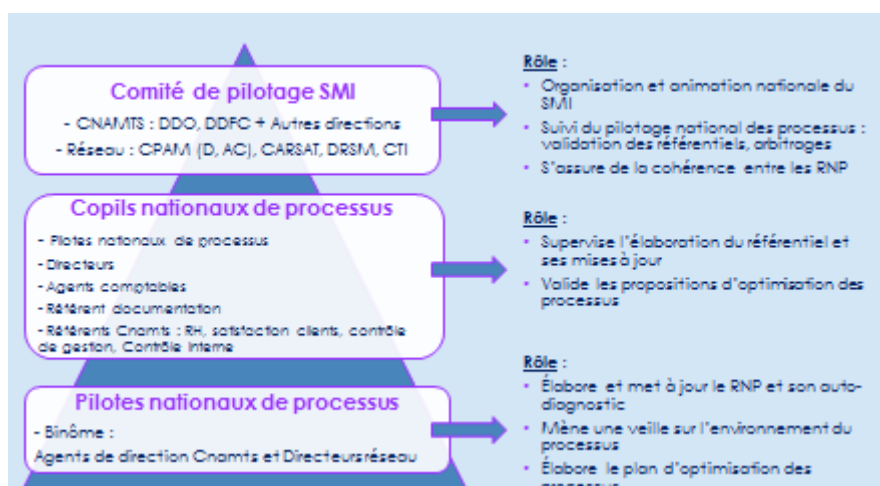 Comité de pilotage SMI
- CNAMTS : DDO, DDFC + Autres directions
- Réseau : CPAM (D, AC), CARSAT, DRSM, CTI
Rôle :
• Organisation et animation nationale du
SMI
• Suivi du pilotage national des processus :
validation des référentiels, arbitrages
• S'assure de la cohérence entre les RNP
Copils nationaux de processus
- Pilotes nationaux de processus
- Directeurs
- Agents comptables
- Référent documentation
- Référents Cnamts : RH, satisfaction clients, contrôle
de gestion, Contrôle Interne
Rôle :
• Supervise l'élaboration du référentiel et
ses mises à jour
• Valide les propositions d'optimisation des
processus
Pilotes nationaux de processus
- Binôme :
Agents de direction Cnamts et Directeurs réseau
Rôle :
• Élabore et met à jour le RNP et son auto-
diagnostic
• Mène une veille sur l'environnement du
processus
• Élabore le plan d'optimisation des